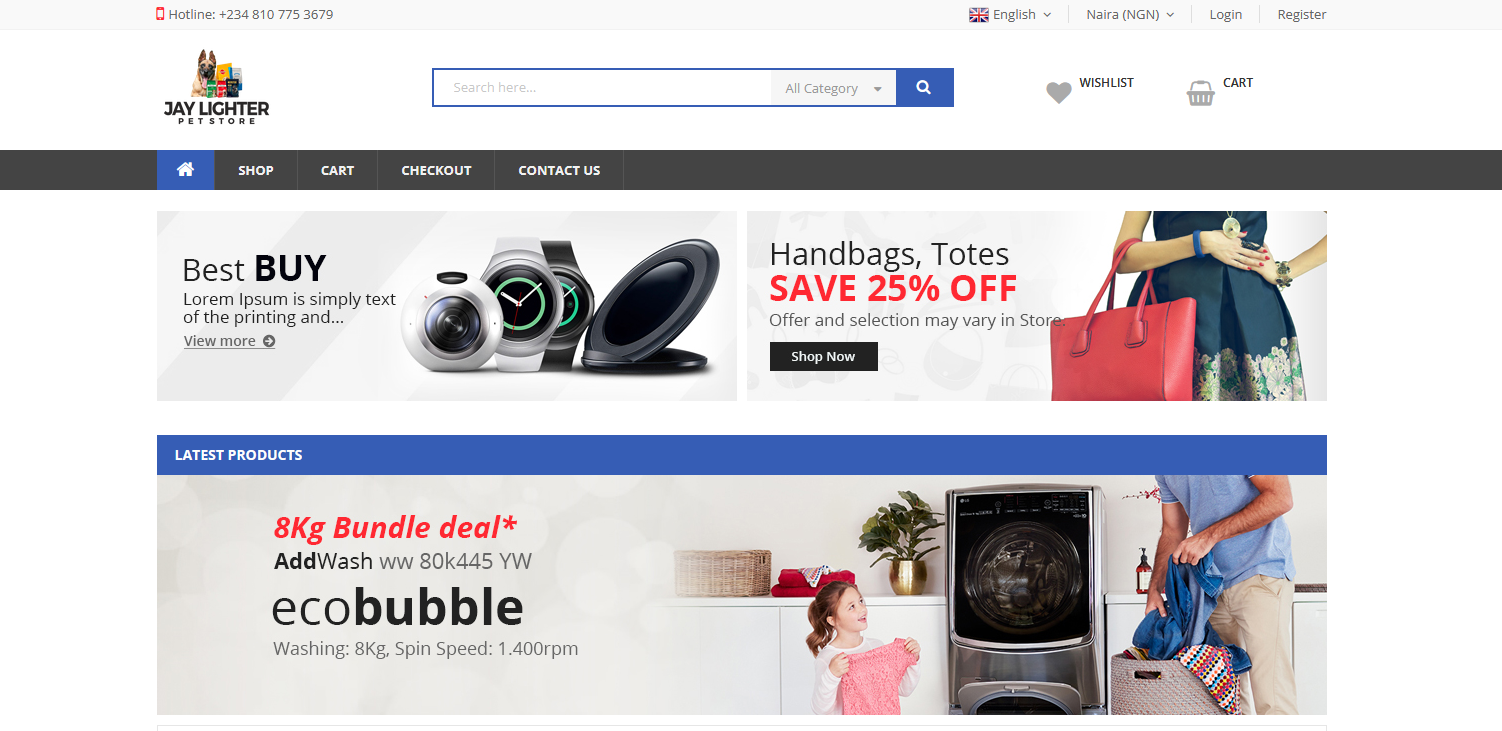 Hotline: +234 810 775 3679
English
Naira (NGN)
Login
Register
JAY LIGHTER
PET STORE
Search here...
All Category
WISHLIST
CART
SHOP
CART
CHECKOUT
CONTACT US
Best BUY
Lorem Ipsum is simply text
of the printing and...
View more
Handbags, Totes
SAVE 25% OFF
Offer and selection may vary in Store.
Shop Now
LATEST PRODUCTS
8Kg Bundle deal*
AddWash ww 80k445 YW
ecobubble
Washing: 8Kg, Spin Speed: 1.400rpm
LG